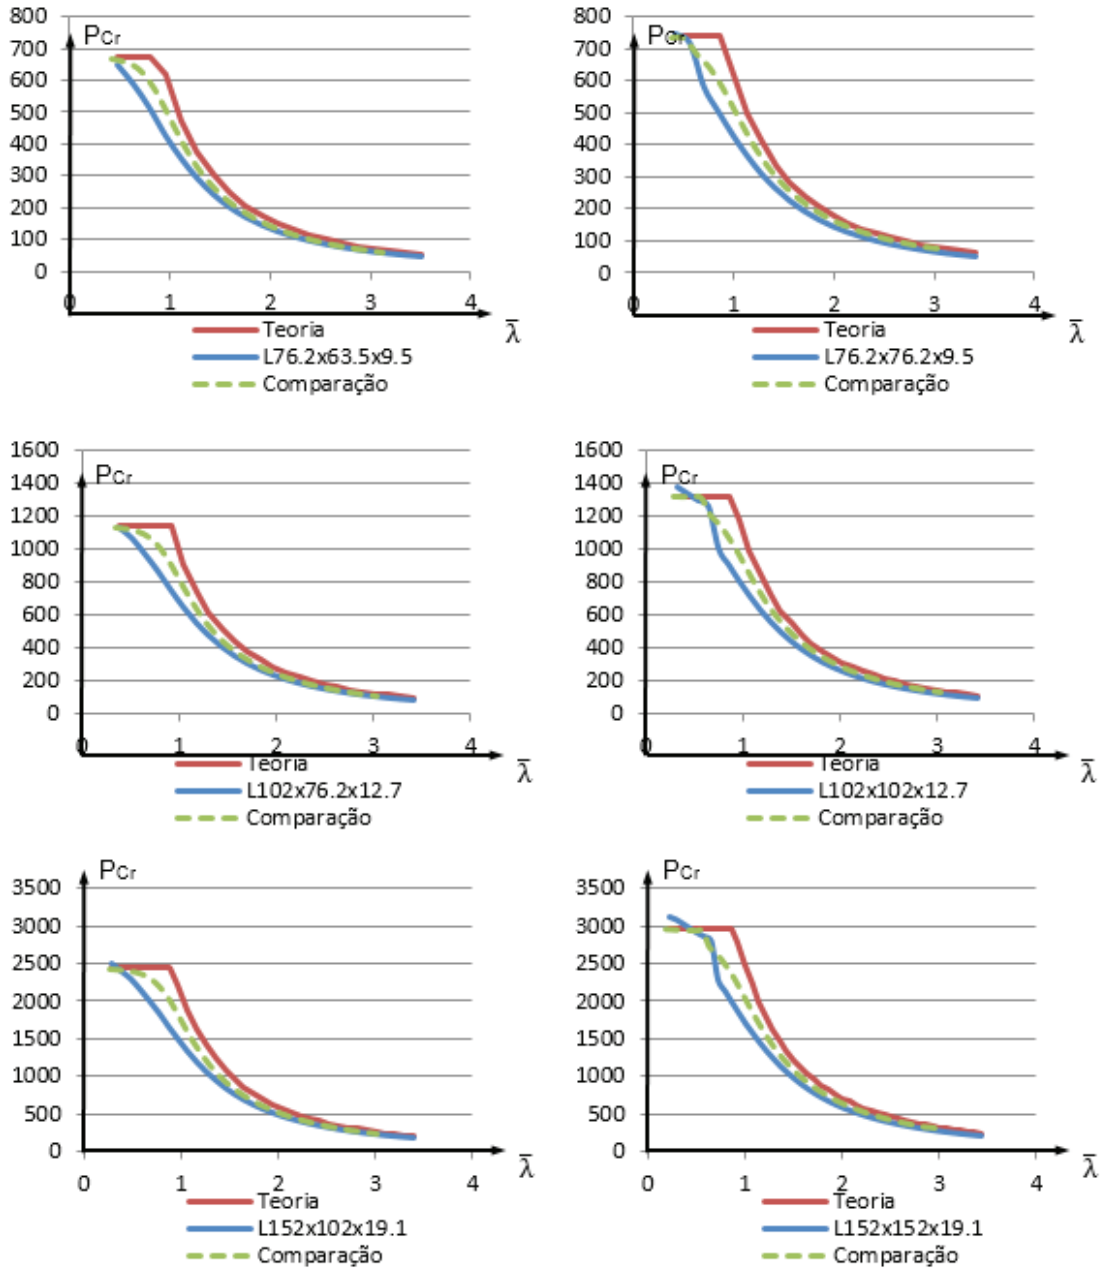 800
700
600
500
400
300
200
100
0
PCr
0 1 2 3 4
λ̅
Teoria
L76.2x63.5x9.5
Comparação
800
700
600
500
400
300
200
100
0
PCr
0 1 2 3 4
λ̅
Teoria
L76.2x76.2x9.5
Comparação
1600
1400
1200
1000
800
600
400
200
0
PCr
0 1 2 3 4
λ̅
Teoria
L102x76.2x12.7
Comparação
1600
1400
1200
1000
800
600
400
200
0
PCr
0 1 2 3 4
λ̅
Teoria
L102x102x12.7
Comparação
3500
3000
2500
2000
1500
1000
500
0
PCr
0 1 2 3 4
λ̅
Teoria
L152x102x19.1
Comparação
3500
3000
2500
2000
1500
1000
500
0
PCr
0 1 2 3 4
λ̅
Teoria
L152x152x19.1
Comparação